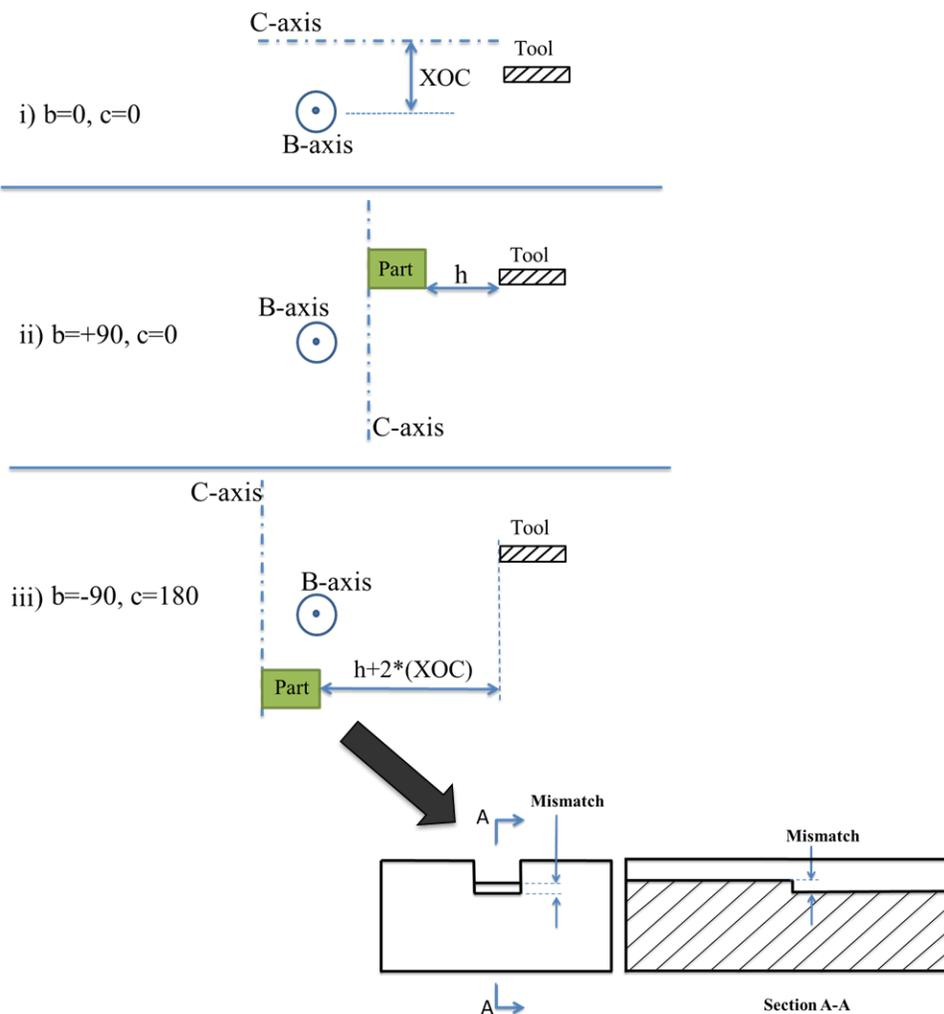 C-axis
Tool
XOC
i) b=0, c=0
B-axis
Tool
Part
h
B-axis
ii) b=+90, c=0
C-axis
C-axis
Tool
B-axis
iii) b=-90, c=180
h+2*(XOC)
Part
Mismatch
A
Mismatch
A
Section A-A